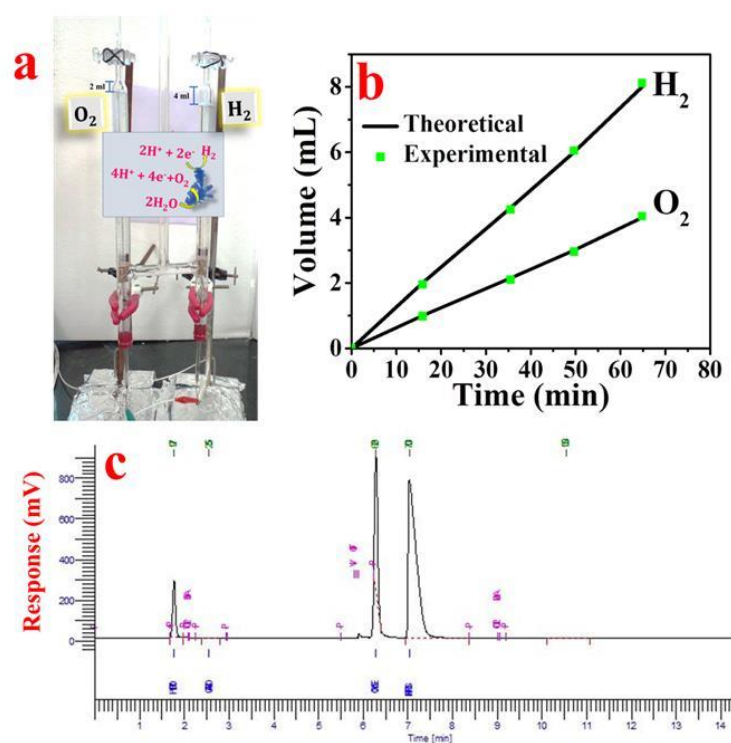 a
2 ml
4 ml
O₂
H₂
2H⁺ + 2e⁻ H₂
4H⁺ + 4e⁻+O₂
2H₂O
b
Volume (mL)
8
6
4
2
0
Theoretical
Experimental
H₂
O₂
0 10 20 30 40 50 60 70 80
Time (min)
c
Response (mV)
800
600
400
200
0
P P P P P P P P
1 2 3 4 5 6 7 8 9 10 11 12 13 14
Time [min]